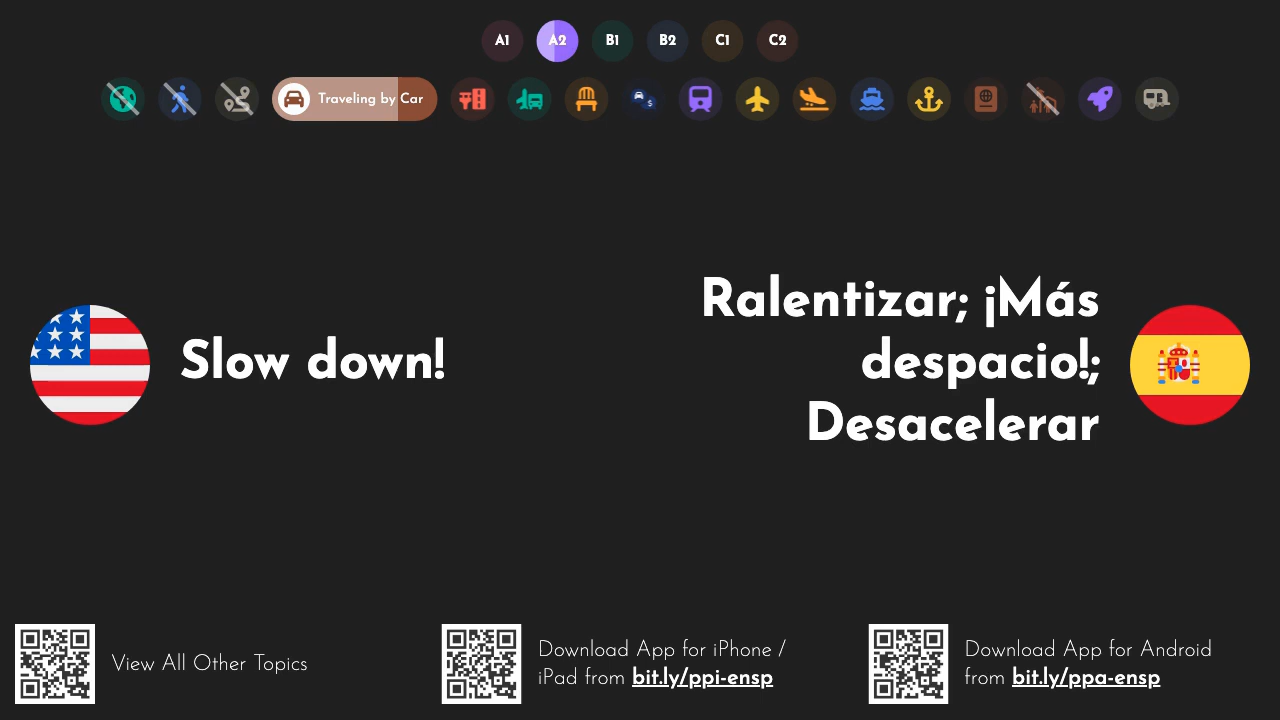 A1 A2 B1 B2 C1 C2
Traveling by Car
Slow down!
Ralentizar; ¡Más
despacio!;
Desacelerar
View All Other Topics
Download App for iPhone /
iPad from bit.ly/ppi-ensp
Download App for Android
from bit.ly/ppa-ensp